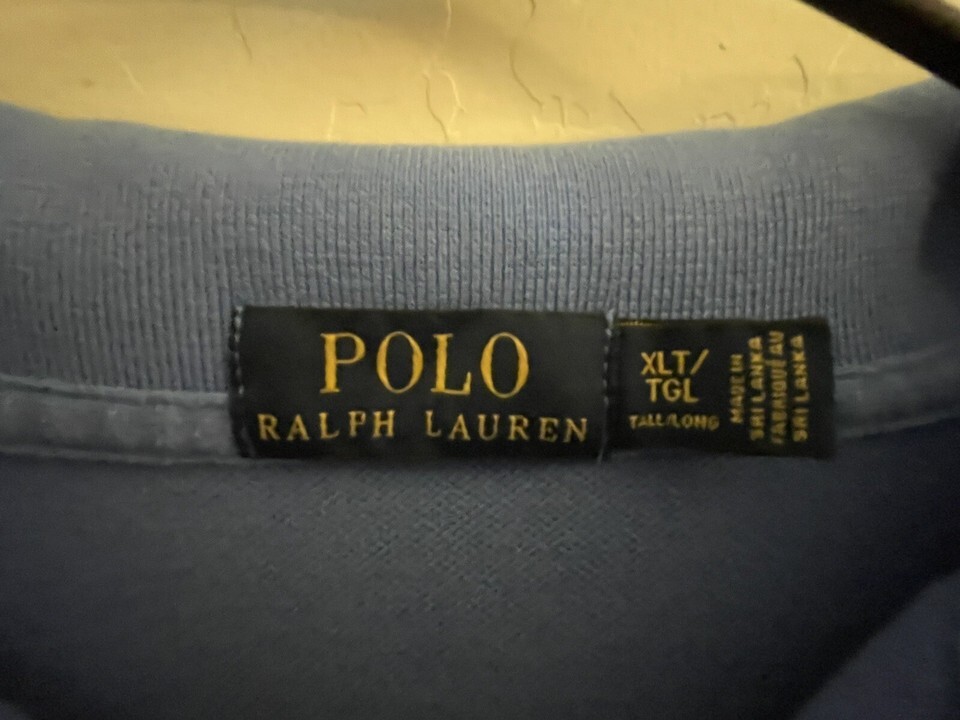 POLO
RALPH LAUREN
XLT/
TGL
TALL/LONG
MADE IN
SRI LANKA
FABRIQUÉ AU
SRI LANKA